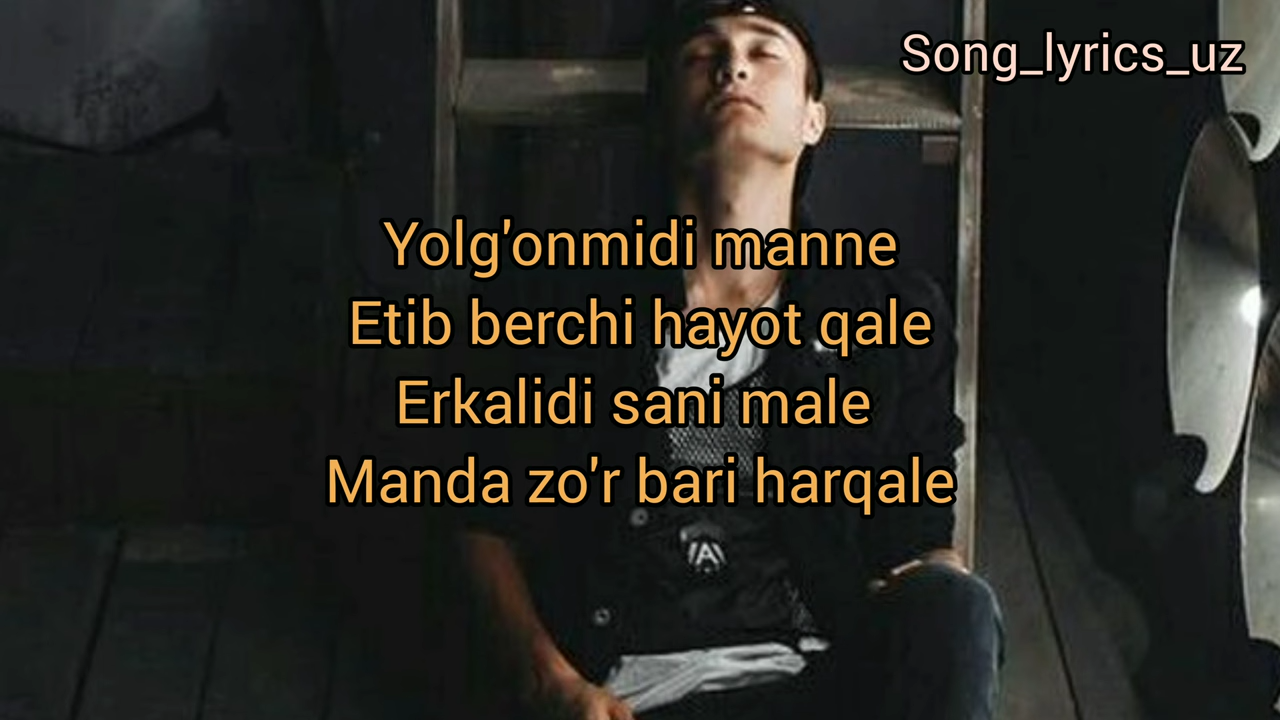 Song_lyrics_uz
Yolg'onmidi manne
Etib berchi hayot qale
Erkalidi sani male
Manda zo'r bari harqale